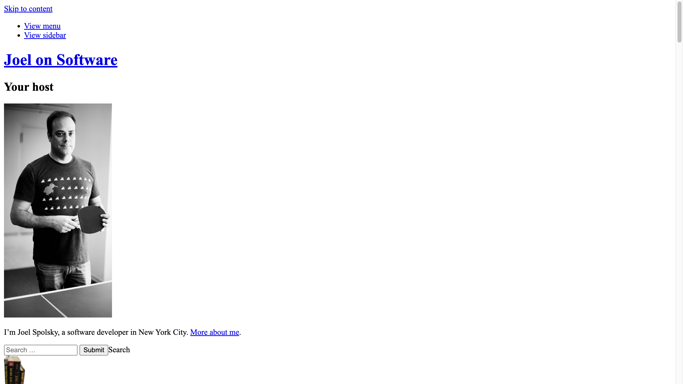 Skip to content
View menu
View sidebar
Joel on Software
Your host
I'm Joel Spolsky, a software developer in New York City. More about me.
Search …
Submit Search